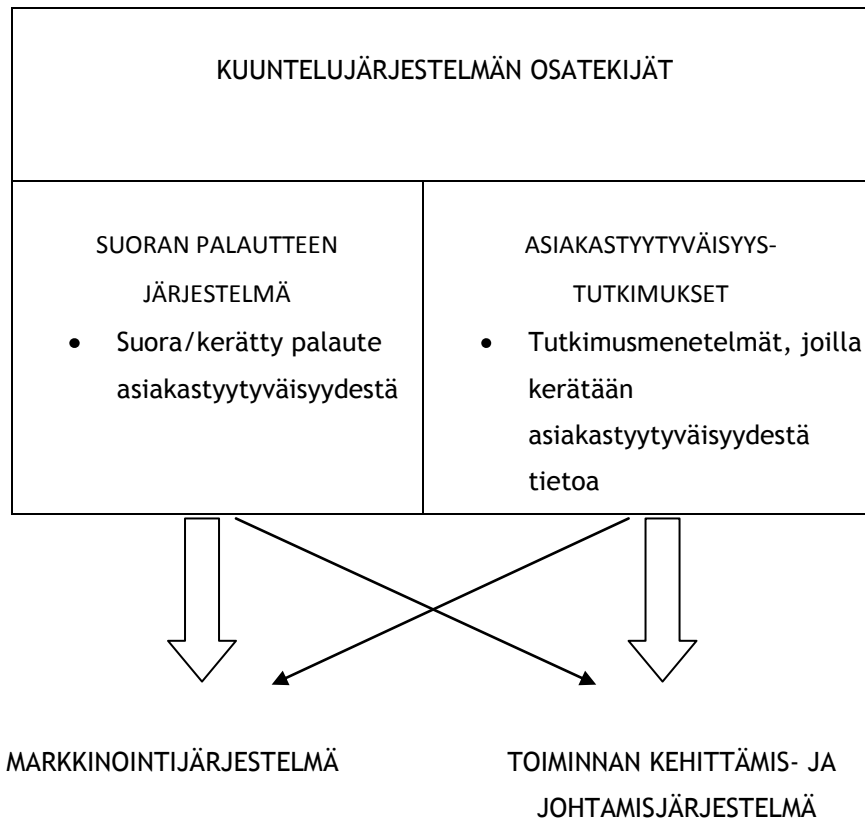 KUUNTELUJÄRJESTELMÄN OSATEKIJÄT
SUORAN PALAUTTEEN
JÄRJESTELMÄ
• Suora/kerätty palaute
asiakastyytyväisyydestä
ASIAKASTYYTYVÄISYYS-
TUTKIMUKSET
• Tutkimusmenetelmät, joilla
kerätään
asiakastyytyväisyydestä
tietoa
MARKKINOINTIJÄRJESTELMÄ
TOIMINNAN KEHITTÄMIS- JA
JOHTAMISJÄRJESTELMÄ